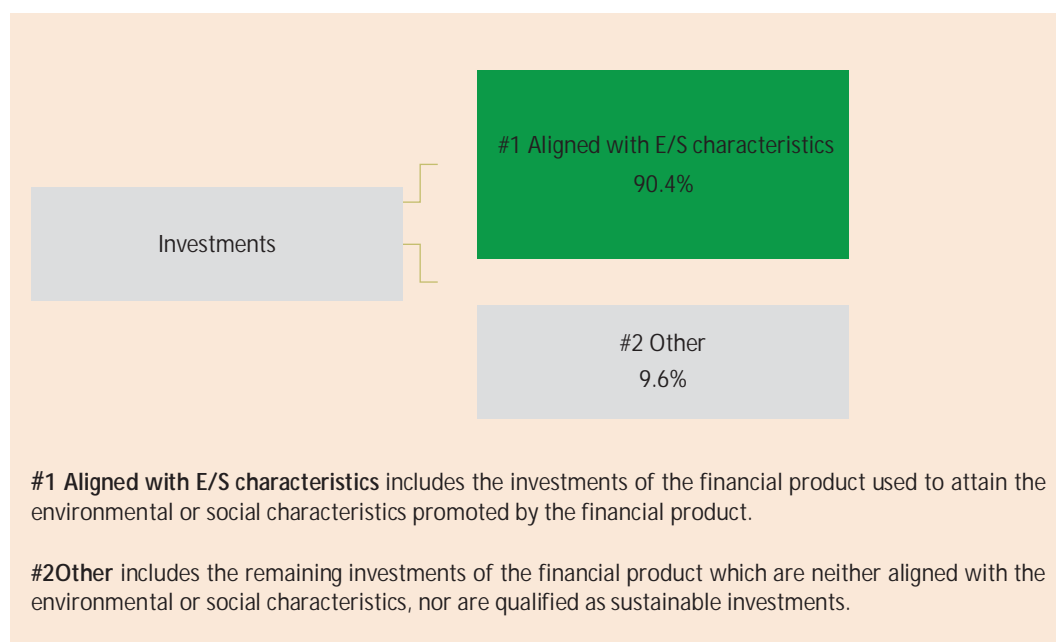 #1 Aligned with E/S characteristics
90.4%
Investments
#2 Other
9.6%
#1 Aligned with E/S characteristics includes the investments of the financial product used to attain the
environmental or social characteristics promoted by the financial product.
#2Other includes the remaining investments of the financial product which are neither aligned with the
environmental or social characteristics, nor are qualified as sustainable investments.